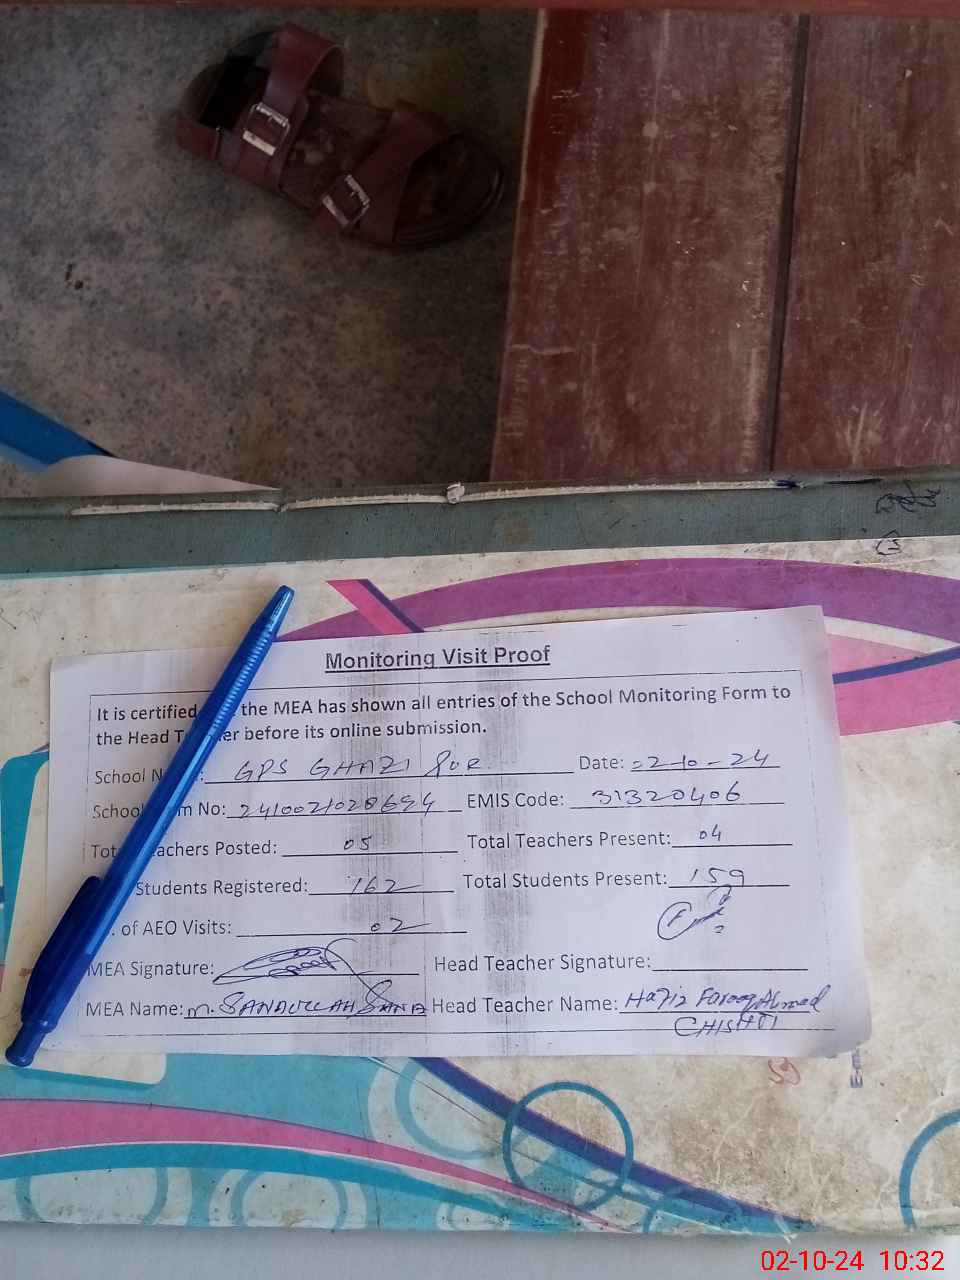 Monitoring Visit Proof
It is certified the MEA has shown all entries of the School Monitoring Form to
the Head T er before its online submission.
School N : GPS GHAZI PUR Date: 02-10-24
School m No: 2410021020694 EMIS Code: 31320406
Tot achers Posted: 05 Total Teachers Present: 04
Students Registered: 162 Total Students Present: 159
. of AEO Visits: 02
MEA Signature: Head Teacher Signature:
MEA Name: M. SANAULLAH SANA Head Teacher Name: Hafiz Farooq Ahmad
CHISHTI
59
E-m
02-10-24 10:32